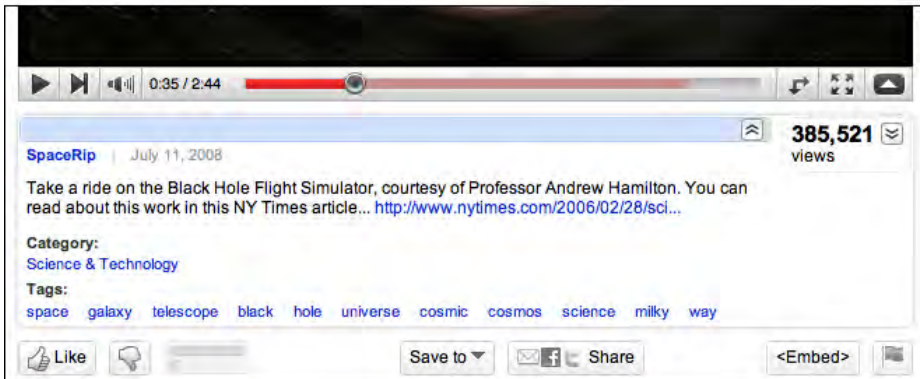 0:35 / 2:44
385,521
views
SpaceRip | July 11, 2008
Take a ride on the Black Hole Flight Simulator, courtesy of Professor Andrew Hamilton. You can
read about this work in this NY Times article... http://www.nytimes.com/2006/02/28/sci...
Category:
Science & Technology
Tags:
space galaxy telescope black hole universe cosmic cosmos science milky way
Like Save to Share <Embed>